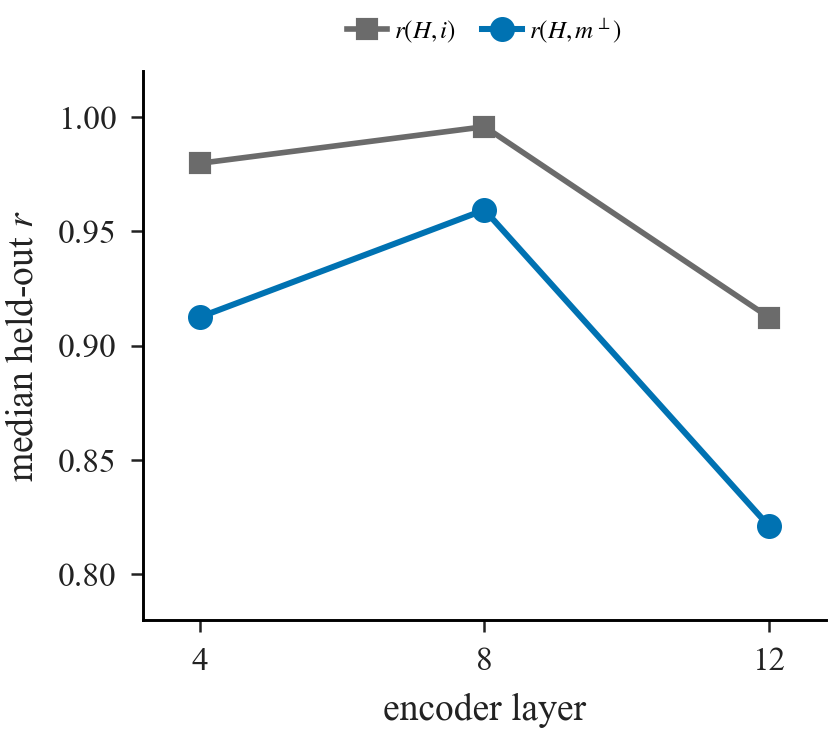 r(H, i) r(H, m⊥)
1.00
0.95
0.90
0.85
0.80
median held-out r
4 8 12
encoder layer